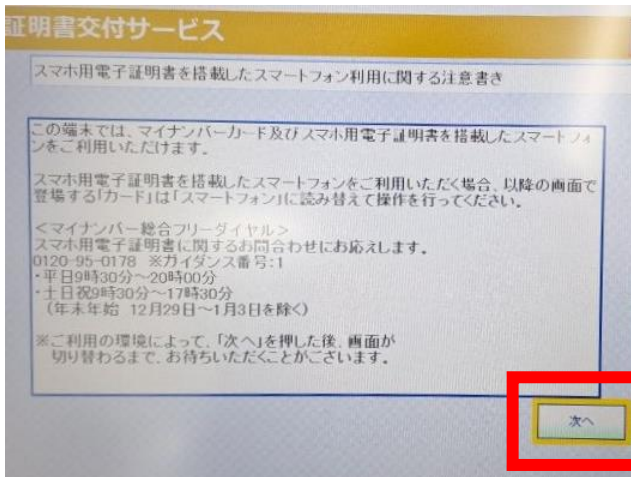 証明書交付サービス
スマホ用電子証明書を搭載したスマートフォン利用に関する注意書き
この端末では、マイナンバーカード及びスマホ用電子証明書を搭載したスマートフォ
ンをご利用いただけます。
スマホ用電子証明書を搭載したスマートフォンをご利用いただく場合、以降の画面で
登場する「カード」は「スマートフォン」に読み替えて操作を行ってください。
<マイナンバー総合フリーダイヤル>
スマホ用電子証明書に関するお問合わせにお応えします。
0120-95-0178 ※ガイダンス番号:1
・平日9時30分～20時00分
・土日祝9時30分～17時30分
(年末年始 12月29日～1月3日を除く)
※ご利用の環境によって、「次へ」を押した後、画面が
切り替わるまで、お待ちいただくことがございます。
次へ